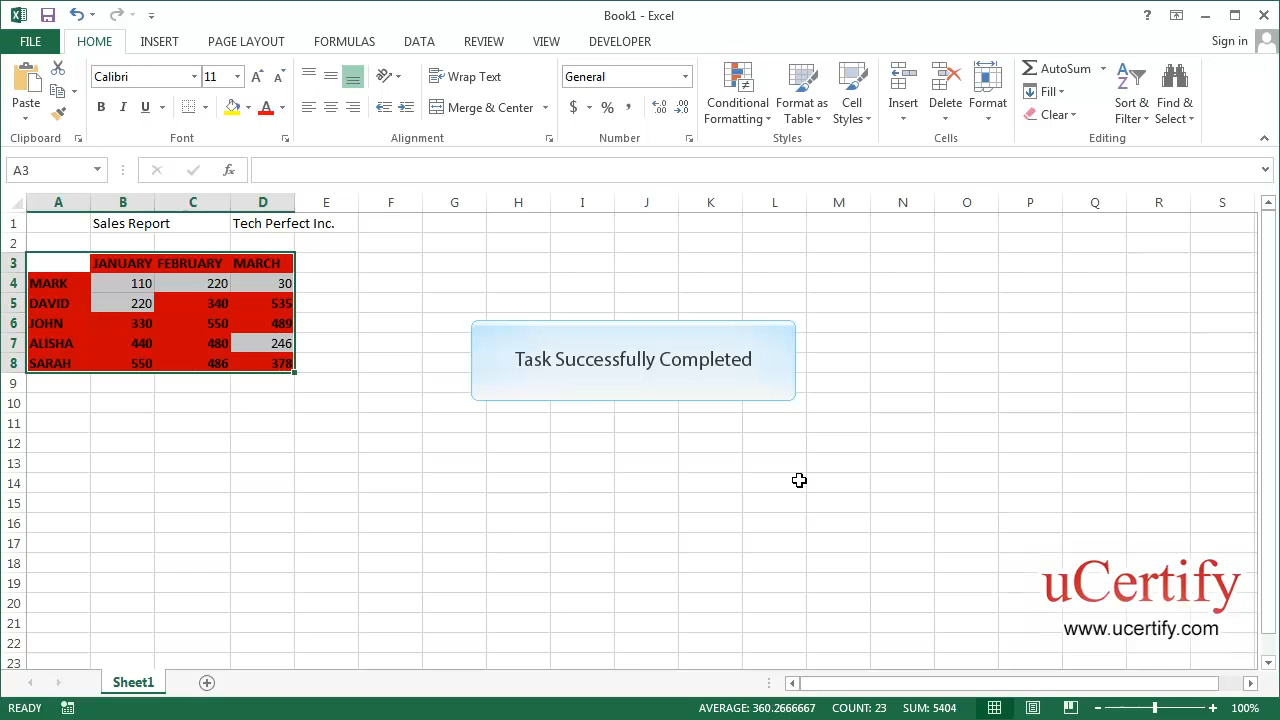 Book1 - Excel
?
FILE HOME INSERT PAGE LAYOUT FORMULAS DATA REVIEW VIEW DEVELOPER Sign in
Paste
Calibri 11
B I U
Wrap Text
Merge & Center
General
$ % ,
Conditional Formatting
Format as Table
Cell Styles
Insert
Delete
Format
AutoSum
Fill
Clear
Sort & Filter
Find & Select
Clipboard Font Alignment Number Styles Cells Editing
A3 fx
A B C D E F G H I J K L M N O P Q R S
1 Sales Report Tech Perfect Inc.
2
3 JANUARY FEBRUARY MARCH
4 MARK 110 220 30
5 DAVID 220 340 535
6 JOHN 330 550 489
7 ALISHA 440 480 246
8 SARAH 550 486 378
9
10
11
12
13
14
15
16
17
18
19
20
21
22
23
Task Successfully Completed
uCertify
www.ucertify.com
Sheet1
READY AVERAGE: 360.2666667 COUNT: 23 SUM: 5404 100%